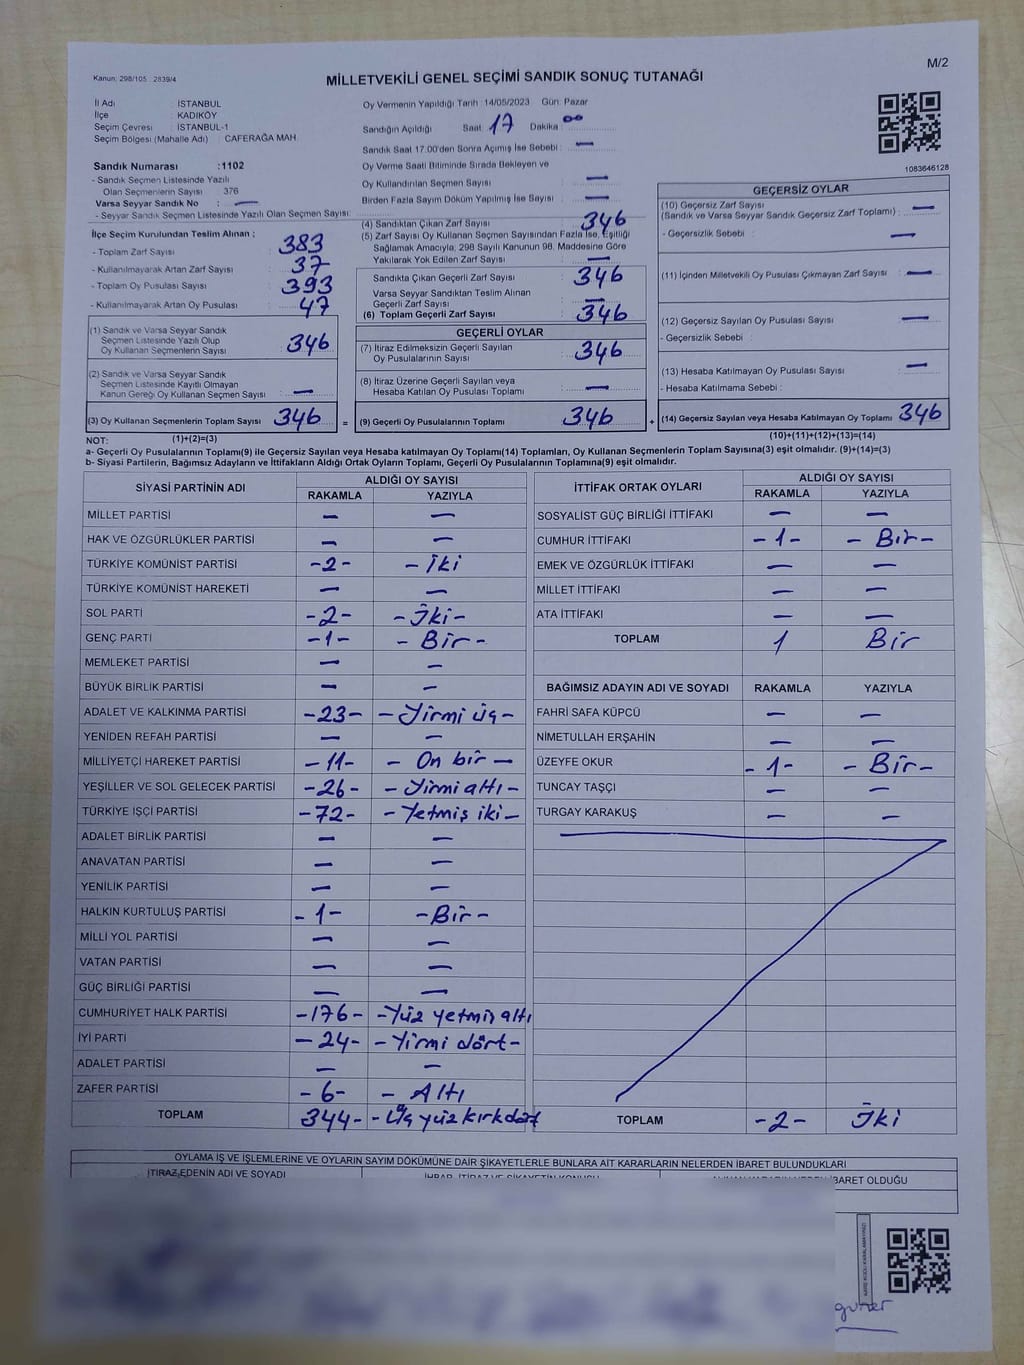 M/2
Kanun: 298/105 : 2839/4
MİLLETVEKİLİ GENEL SEÇİMİ SANDIK SONUÇ TUTANAĞI
İl Adı : İSTANBUL
İlçe : KADIKÖY
Seçim Çevresi : İSTANBUL-1
Seçim Bölgesi (Mahalle Adı) : CAFERAĞA MAH.
Sandık Numarası :1102
- Sandık Seçmen Listesinde Yazılı
Olan Seçmenlerin Sayısı : 376
Varsa Seyyar Sandık No : —
- Seyyar Sandık Seçmen Listesinde Yazılı Olan Seçmen Sayısı:
İlçe Seçim Kurulundan Teslim Alınan :
- Toplam Zarf Sayısı : 383
- Kullanılmayarak Artan Zarf Sayısı : 37
- Toplam Oy Pusulası Sayısı : 393
- Kullanılmayarak Artan Oy Pusulası : 47
(1) Sandık ve Varsa Seyyar Sandık
Seçmen Listesinde Yazılı Olup
Oy Kullanan Seçmenlerin Sayısı : 346
(2) Sandık ve Varsa Seyyar Sandık
Seçmen Listesinde Kayıtlı Olmayan
Kanun Gereği Oy Kullanan Seçmen Sayısı : —
(3) Oy Kullanan Seçmenlerin Toplam Sayısı : 346 =
Oy Vermenin Yapıldığı Tarih :14/05/2023 Gün: Pazar
Sandığın Açıldığı Saat : 17 Dakika : 00
Sandık Saat 17.00'den Sonra Açılmış İse Sebebi : —
Oy Verme Saati Bitiminde Sırada Bekleyen ve
Oy Kullandırılan Seçmen Sayısı : —
Birden Fazla Sayım Döküm Yapılmış İse Sayısı : —
(4) Sandıktan Çıkan Zarf Sayısı : 346
(5) Zarf Sayısı Oy Kullanan Seçmen Sayısından Fazla İse, Eşitliği
Sağlamak Amacıyla, 298 Sayılı Kanunun 98. Maddesine Göre
Yakılarak Yok Edilen Zarf Sayısı : —
Sandıkta Çıkan Geçerli Zarf Sayısı : 346
Varsa Seyyar Sandıktan Teslim Alınan
Geçerli Zarf Sayısı : —
(6) Toplam Geçerli Zarf Sayısı : 346
GEÇERLİ OYLAR
(7) İtiraz Edilmeksizin Geçerli Sayılan
Oy Pusulalarının Sayısı : 346
(8) İtiraz Üzerine Geçerli Sayılan veya
Hesaba Katılan Oy Pusulası Toplamı : —
(9) Geçerli Oy Pusulalarının Toplamı : 346 +
1083646128
GEÇERSİZ OYLAR
(10) Geçersiz Zarf Sayısı
(Sandık ve Varsa Seyyar Sandık Geçersiz Zarf Toplamı) : —
- Geçersizlik Sebebi : —
(11) İçinden Milletvekili Oy Pusulası Çıkmayan Zarf Sayısı : —
(12) Geçersiz Sayılan Oy Pusulası Sayısı : —
- Geçersizlik Sebebi :
(13) Hesaba Katılmayan Oy Pusulası Sayısı : —
- Hesaba Katılmama Sebebi :
(14) Geçersiz Sayılan veya Hesaba Katılmayan Oy Toplamı : 346
NOT: (1)+(2)=(3) (10)+(11)+(12)+(13)=(14)
a- Geçerli Oy Pusulalarının Toplamı(9) ile Geçersiz Sayılan veya Hesaba katılmayan Oy Toplamı(14) Toplamları, Oy Kullanan Seçmenlerin Toplam Sayısına(3) eşit olmalıdır. (9)+(14)=(3)
b- Siyasi Partilerin, Bağımsız Adayların ve İttifakların Aldığı Ortak Oyların Toplamı, Geçerli Oy Pusulalarının Toplamına(9) eşit olmalıdır.
SİYASİ PARTİNİN ADI ALDIĞI OY SAYISI
RAKAMLA YAZIYLA
MİLLET PARTİSİ — —
HAK VE ÖZGÜRLÜKLER PARTİSİ — —
TÜRKİYE KOMÜNİST PARTİSİ -2- - İki
TÜRKİYE KOMÜNİST HAREKETİ — —
SOL PARTİ -2- - İki-
GENÇ PARTİ -1- - Bir -
MEMLEKET PARTİSİ — —
BÜYÜK BİRLİK PARTİSİ — —
ADALET VE KALKINMA PARTİSİ -23- - Yirmi üç-
YENİDEN REFAH PARTİSİ — —
MİLLİYETÇİ HAREKET PARTİSİ -11- - On bir —
YEŞİLLER VE SOL GELECEK PARTİSİ -26- - Yirmi altı -
TÜRKİYE İŞÇİ PARTİSİ -72- - Yetmiş iki -
ADALET BİRLİK PARTİSİ — —
ANAVATAN PARTİSİ — —
YENİLİK PARTİSİ — —
HALKIN KURTULUŞ PARTİSİ -1- -Bir-
MİLLİ YOL PARTİSİ — —
VATAN PARTİSİ — —
GÜÇ BİRLİĞİ PARTİSİ — —
CUMHURİYET HALK PARTİSİ -176- -Yüz yetmiş altı
İYİ PARTİ -24- - Yirmi dört-
ADALET PARTİSİ — —
ZAFER PARTİSİ -6- - Altı
TOPLAM 344- - Üç yüz kırk dört
İTTİFAK ORTAK OYLARI ALDIĞI OY SAYISI
RAKAMLA YAZIYLA
SOSYALİST GÜÇ BİRLİĞİ İTTİFAKI — —
CUMHUR İTTİFAKI -1- - Bir-
EMEK VE ÖZGÜRLÜK İTTİFAKI — —
MİLLET İTTİFAKI — —
ATA İTTİFAKI — —
TOPLAM 1 Bir
BAĞIMSIZ ADAYIN ADI VE SOYADI RAKAMLA YAZIYLA
FAHRİ SAFA KÜPCÜ — —
NİMETULLAH ERŞAHİN — —
ÜZEYFE OKUR -1- - Bir-
TUNCAY TAŞÇI — —
TURGAY KARAKUŞ — —
TOPLAM -2- İki
OYLAMA İŞ VE İŞLEMLERİNE VE OYLARIN SAYIM DÖKÜMÜNE DAİR ŞİKAYETLERLE BUNLARA AİT KARARLARIN NELERDEN İBARET BULUNDUKLARI
İTİRAZ EDENİN ADI VE SOYADI İHBAR, İTİRAZ VE ŞİKAYETİN KONUSU İBARET OLDUĞU
KARE KODU KARALAMAYINIZ!